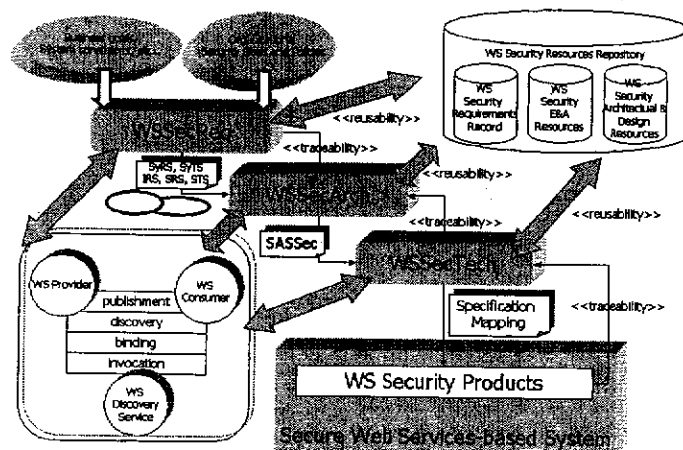 WS Security Resources Repository
WS
Security
Requirements
WS
Security
E&A
Resources
WS
Security
Architectual &
Design
Resources
WSSecReq
<<reusability>>
<<traceability>>
SyRS, SyTS
IRS, SRS, STS
<<reusability>>
<<traceability>>
<<reusability>>
SASSec
WSSecTech
WS Provider
WS
Consumer
publishment
discovery
binding
invocation
WS
Discovery
Service
Specification
Mapping
<<traceability>>
WS Security Products
Secure Web Services-based System